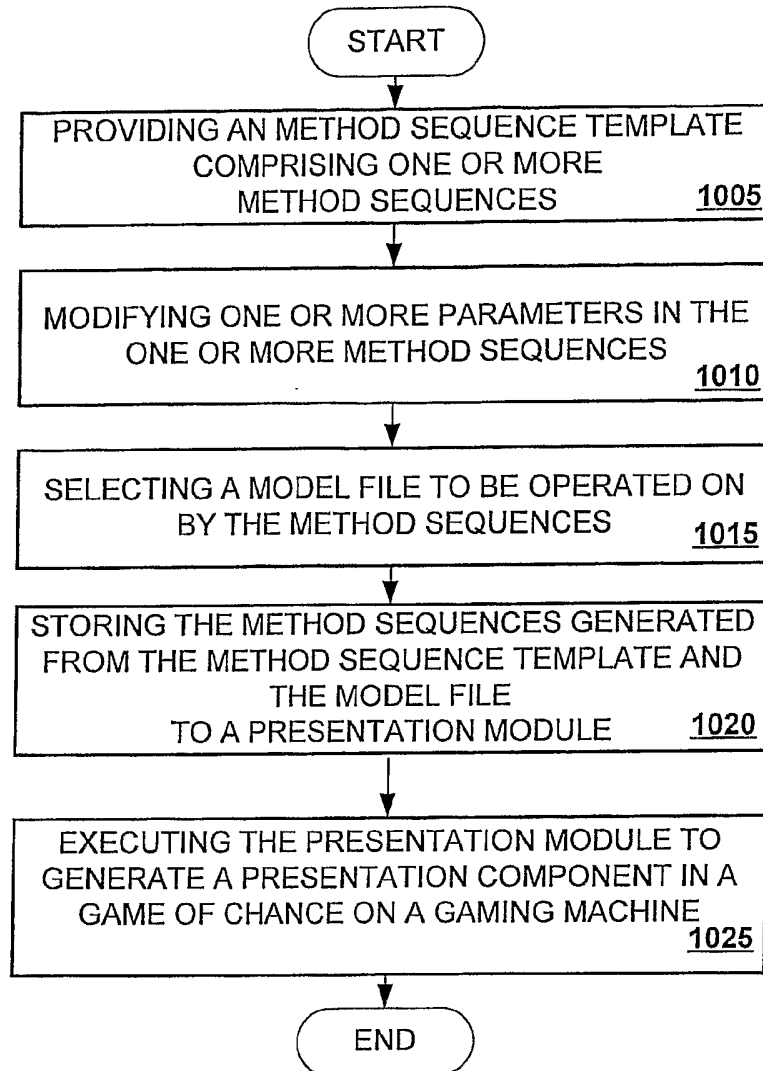 START
PROVIDING AN METHOD SEQUENCE TEMPLATE
COMPRISING ONE OR MORE
METHOD SEQUENCES 1005
MODIFYING ONE OR MORE PARAMETERS IN THE
ONE OR MORE METHOD SEQUENCES
1010
SELECTING A MODEL FILE TO BE OPERATED ON
BY THE METHOD SEQUENCES 1015
STORING THE METHOD SEQUENCES GENERATED
FROM THE METHOD SEQUENCE TEMPLATE AND
THE MODEL FILE
TO A PRESENTATION MODULE 1020
EXECUTING THE PRESENTATION MODULE TO
GENERATE A PRESENTATION COMPONENT IN A
GAME OF CHANCE ON A GAMING MACHINE
1025
END